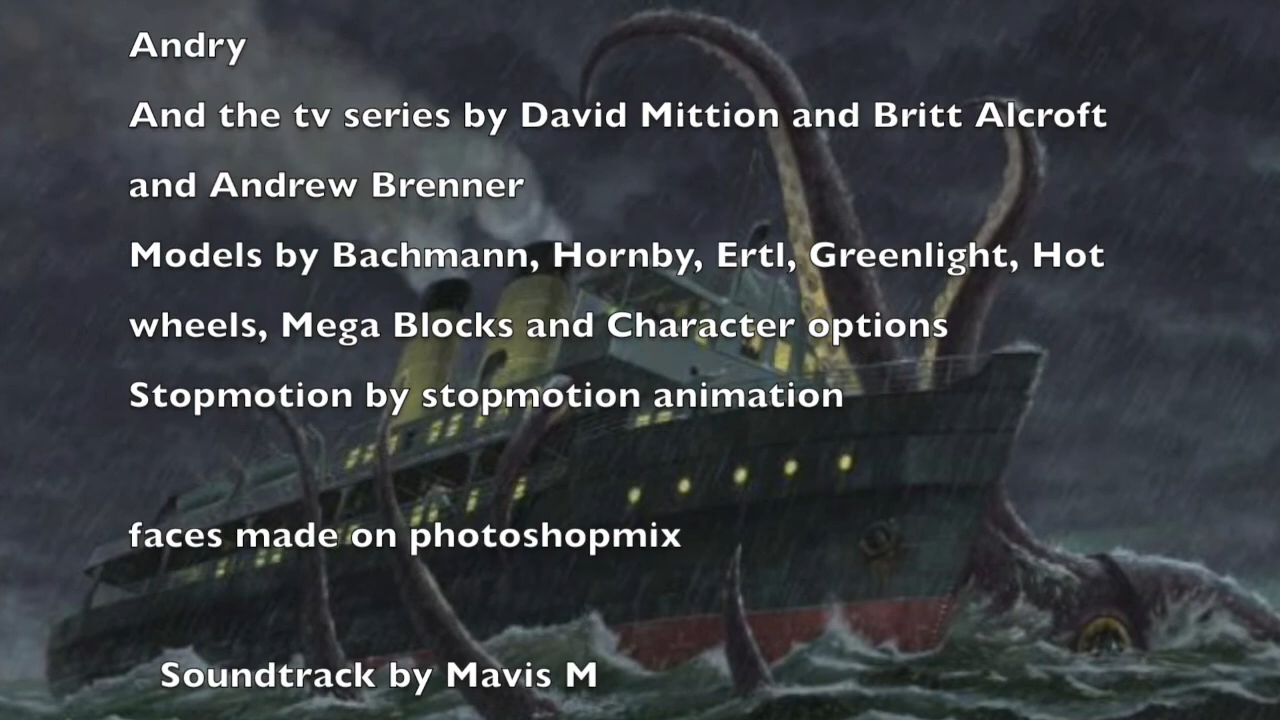 Andry
And the tv series by David Mittion and Britt Alcroft
and Andrew Brenner
Models by Bachmann, Hornby, Ertl, Greenlight, Hot
wheels, Mega Blocks and Character options
Stopmotion by stopmotion animation
faces made on photoshopmix
Soundtrack by Mavis M